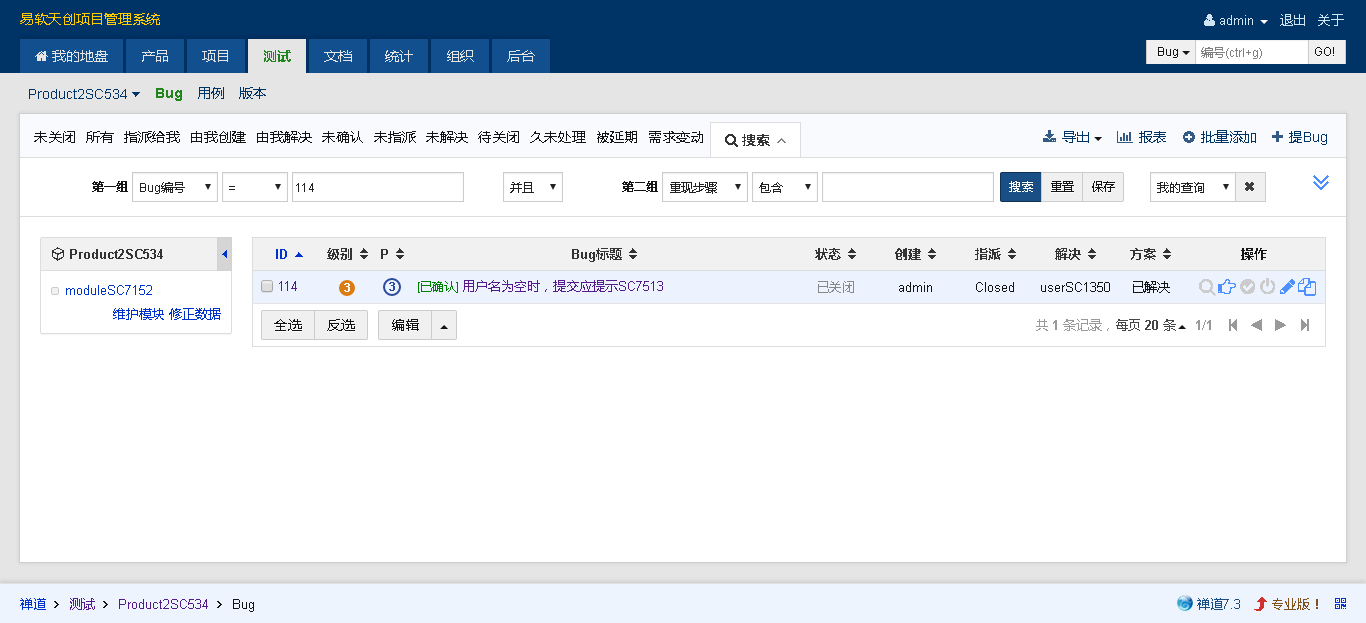 易软天创项目管理系统
admin 退出 关于
我的地盘 产品 项目 测试 文档 统计 组织 后台
Bug 编号(ctrl+g) GO!
Product2SC534 Bug 用例 版本
未关闭 所有 指派给我 由我创建 由我解决 未确认 未指派 未解决 待关闭 久未处理 被延期 需求变动 搜索 导出 报表 批量添加 提Bug
第一组 Bug编号 = 114 并且 第二组 重现步骤 包含 搜索 重置 保存 我的查询
Product2SC534
moduleSC7152
维护模块 修正数据
ID 级别 P Bug标题 状态 创建 指派 解决 方案 操作
114 3 3 [已确认] 用户名为空时，提交应提示SC7513 已关闭 admin Closed userSC1350 已解决
全选 反选 编辑 共 1 条记录，每页 20 条 1/1
禅道 测试 Product2SC534 Bug 禅道7.3 专业版！